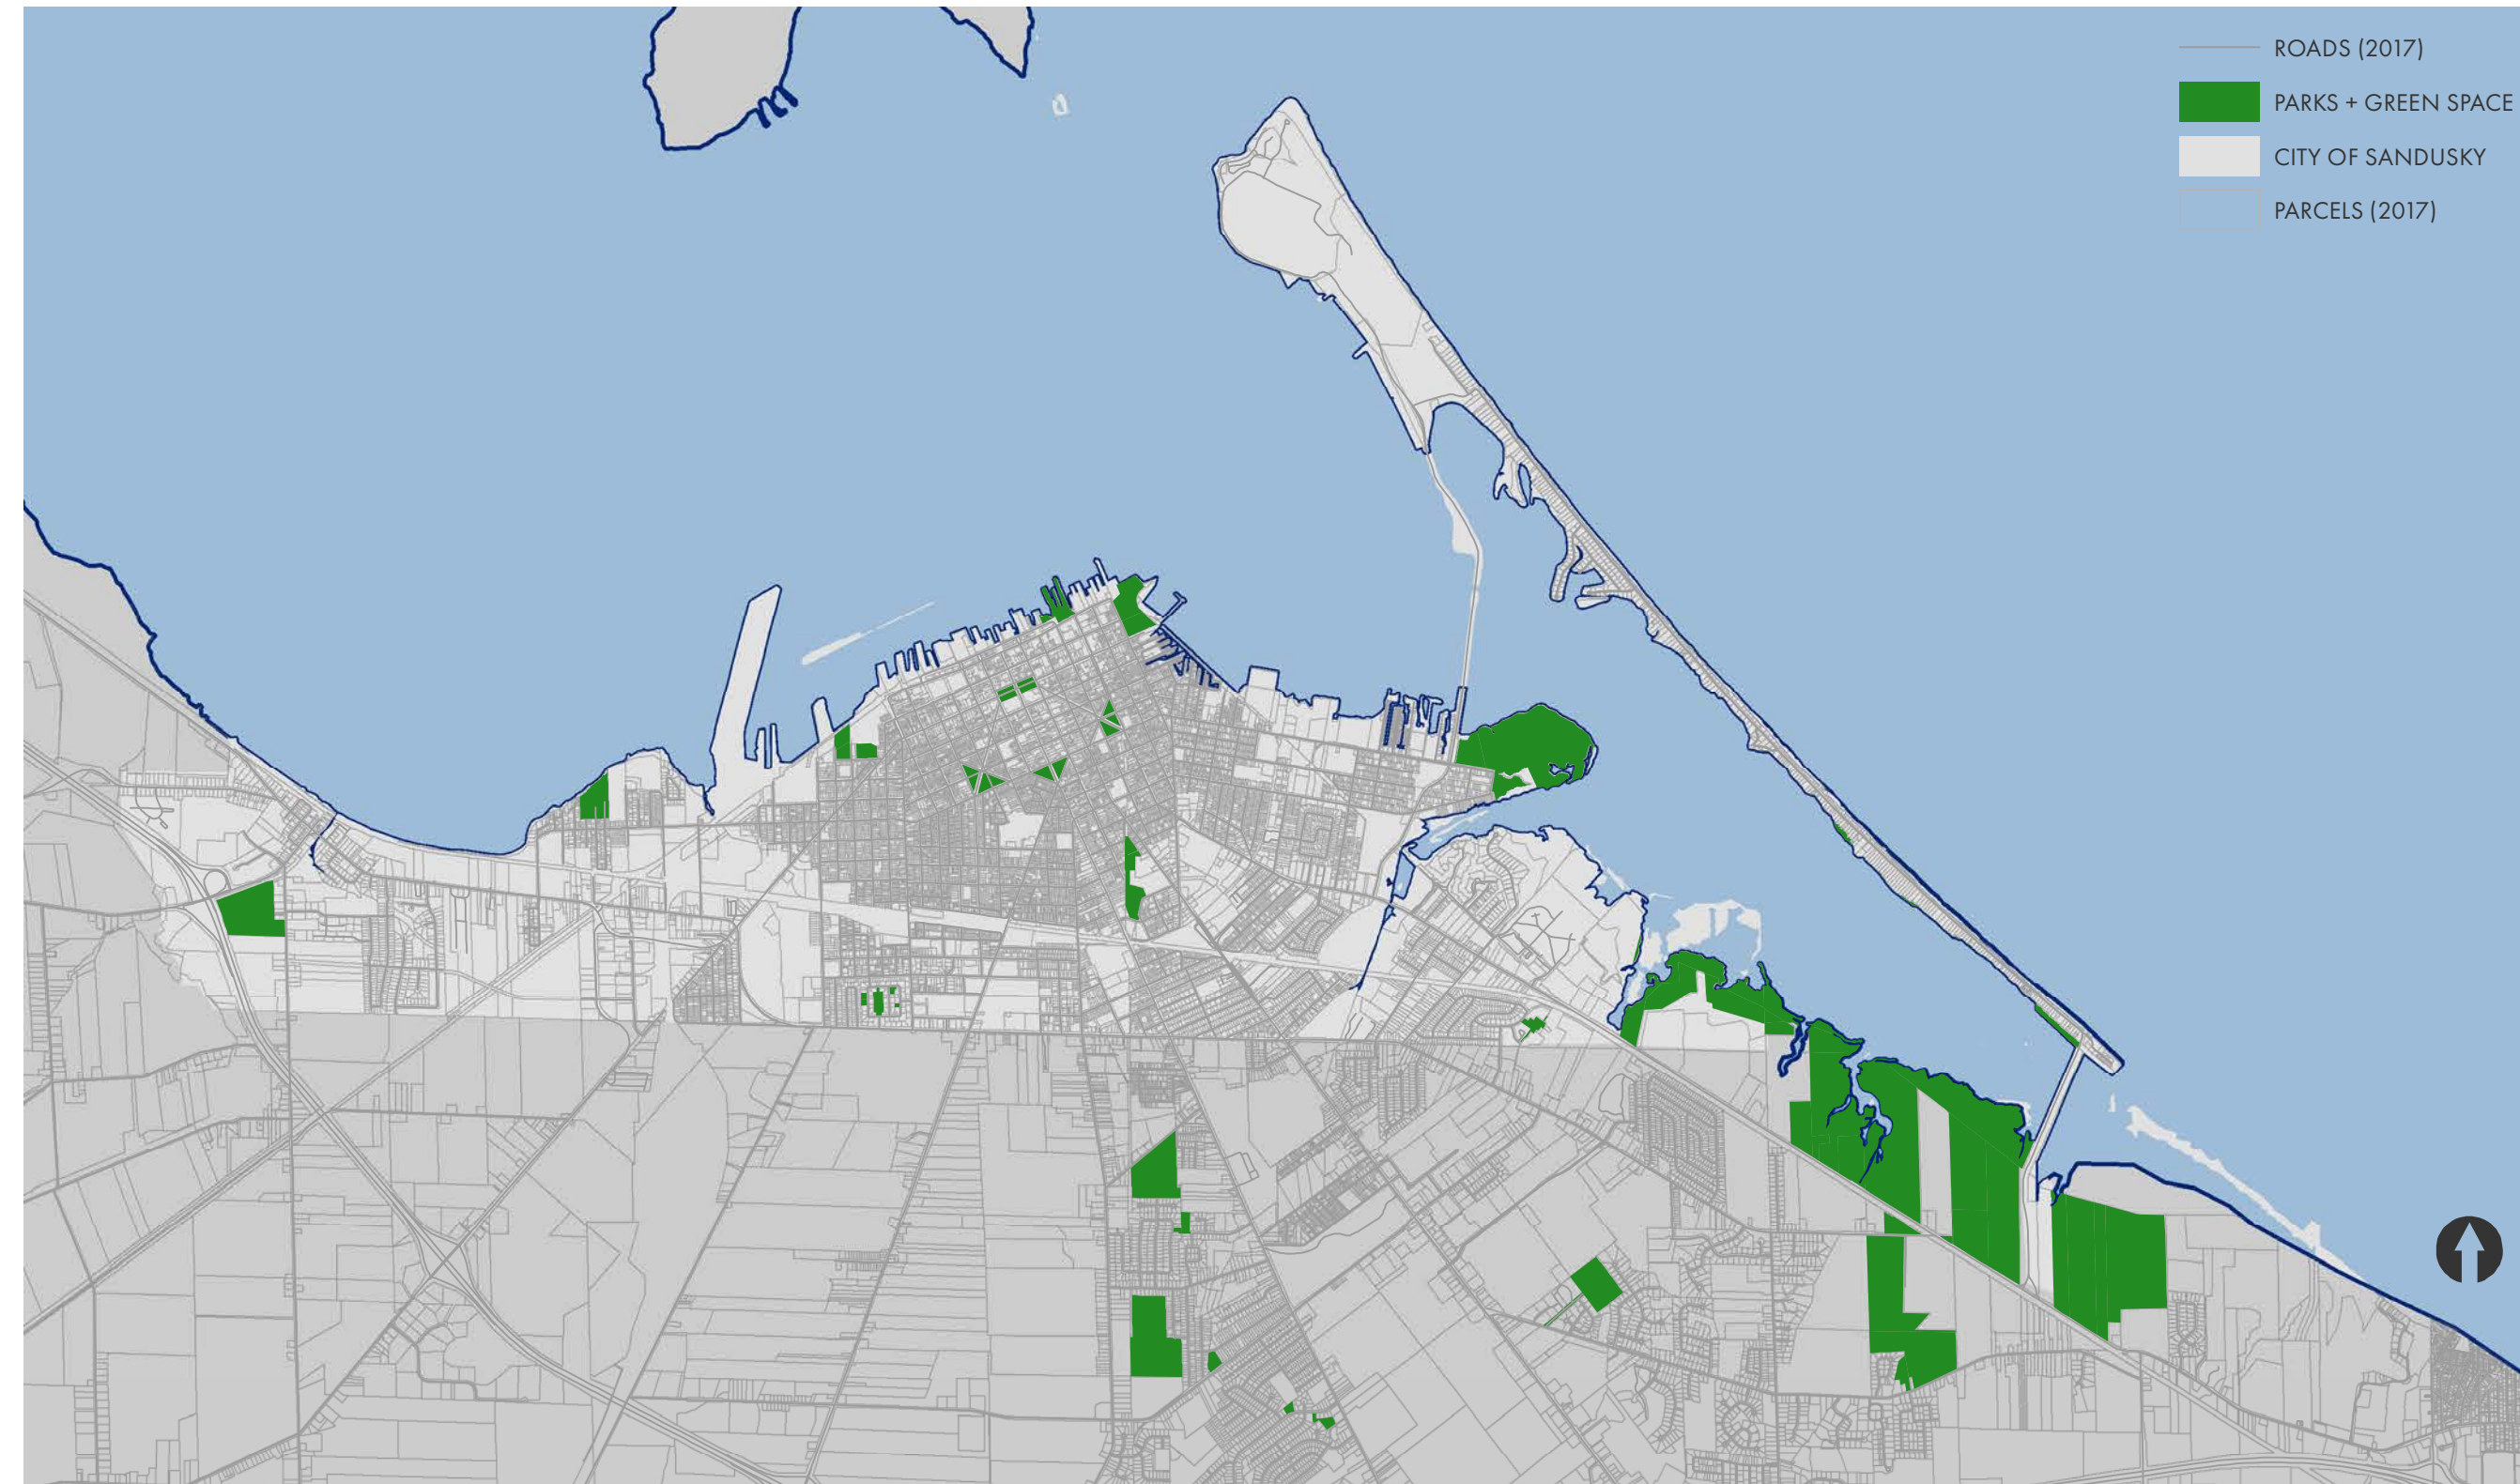 ROADS (2017)
PARKS + GREEN SPACE
CITY OF SANDUSKY
PARCELS (2017)